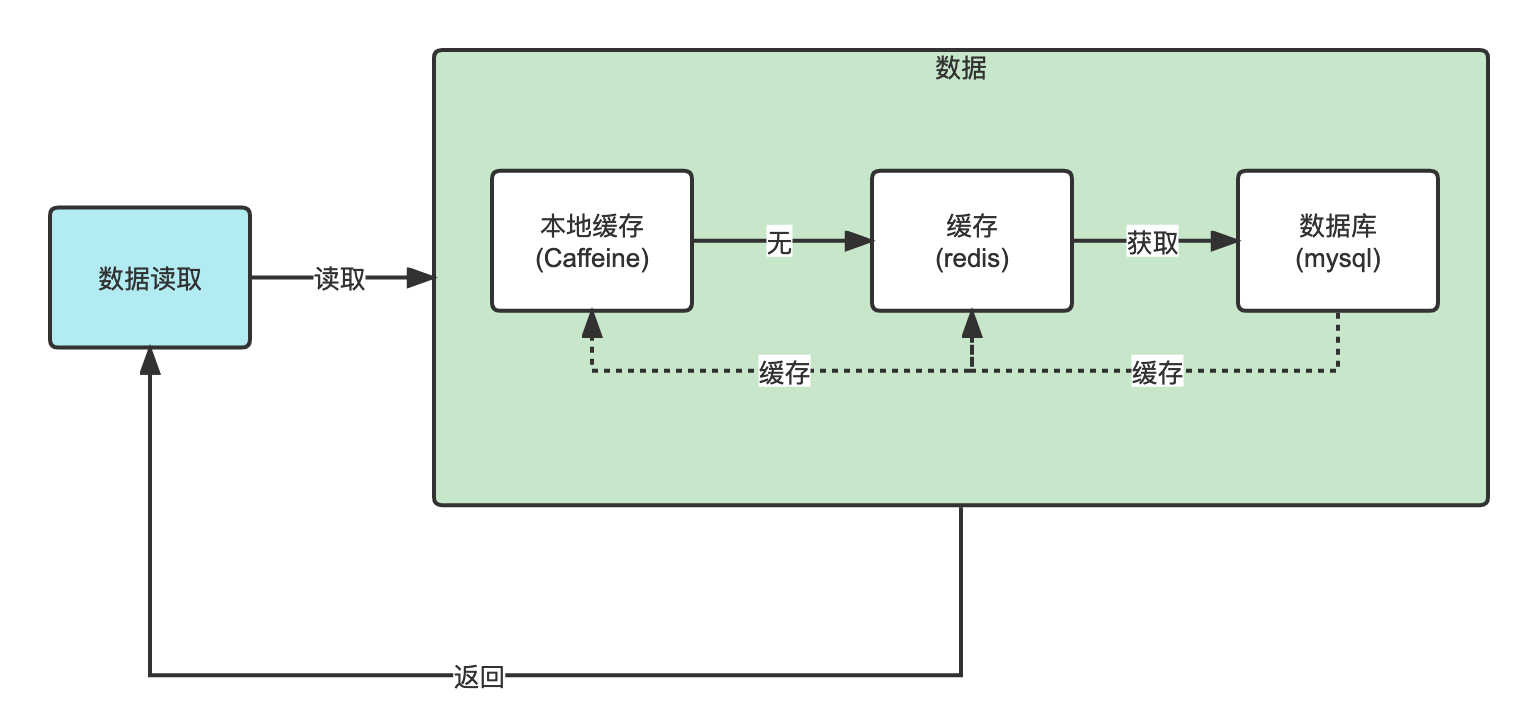 数据
本地缓存
(Caffeine)
无
缓存
(redis)
获取
数据库
(mysql)
数据读取
读取
缓存
缓存
返回